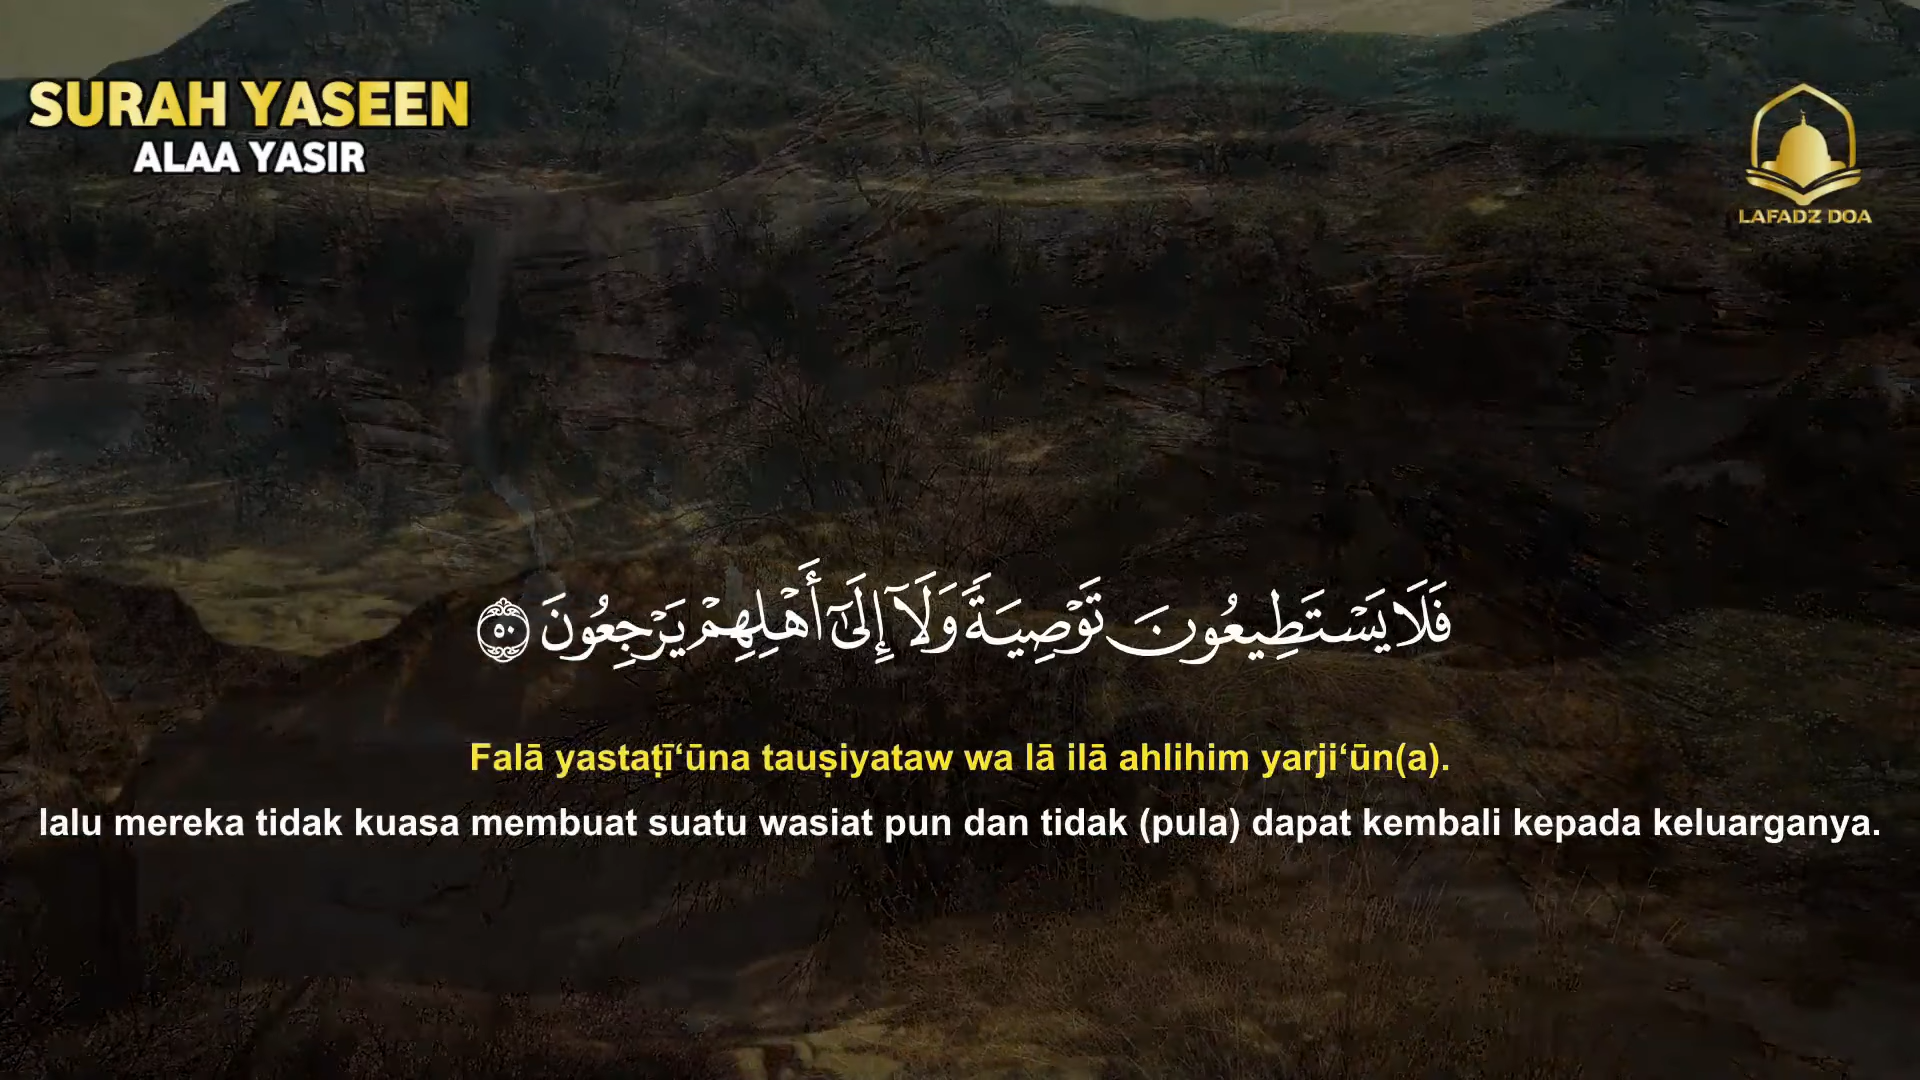 SURAH YASEEN
ALAA YASIR
LAFADZ DOA
فَلَا يَسْتَطِيعُونَ تَوْصِيَةً وَلَآ إِلَىٰٓ أَهْلِهِمْ يَرْجِعُونَ ٥٠
Falā yastaṭī‘ūna tauṣiyataw wa lā ilā ahlihim yarji‘ūn(a).
lalu mereka tidak kuasa membuat suatu wasiat pun dan tidak (pula) dapat kembali kepada keluarganya.